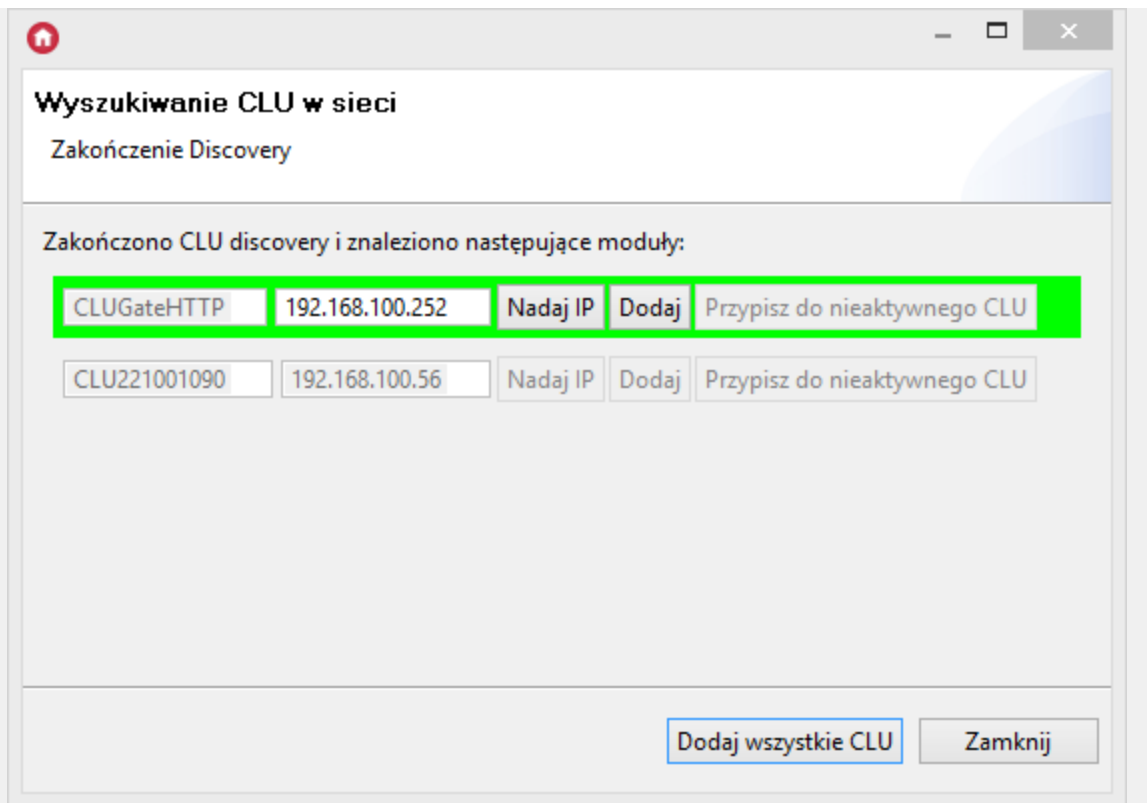 Wyszukiwanie CLU w sieci
Zakończenie Discovery
Zakończono CLU discovery i znaleziono następujące moduły:
CLUGateHTTP 192.168.100.252 Nadaj IP Dodaj Przypisz do nieaktywnego CLU
CLU221001090 192.168.100.56 Nadaj IP Dodaj Przypisz do nieaktywnego CLU
Dodaj wszystkie CLU Zamknij